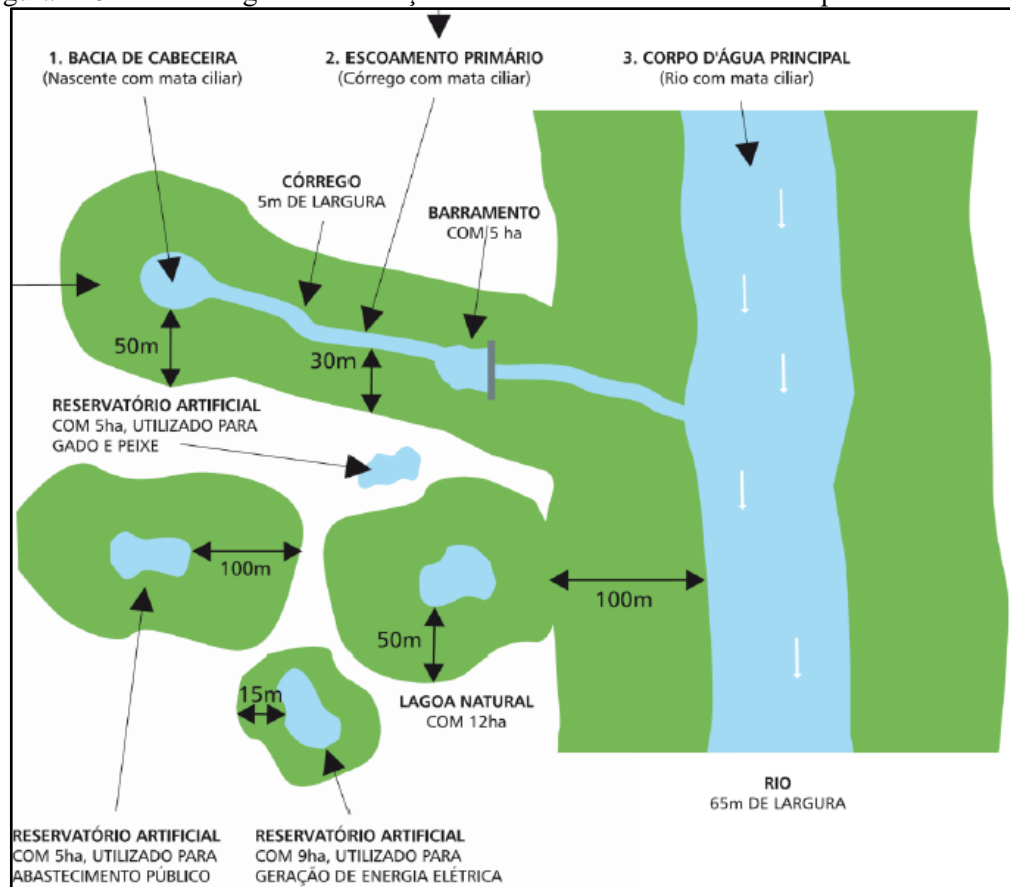 1. BACIA DE CABECEIRA
(Nascente com mata ciliar)
2. ESCOAMENTO PRIMÁRIO
(Córrego com mata ciliar)
3. CORPO D'ÁGUA PRINCIPAL
(Rio com mata ciliar)
CÓRREGO
5m DE LARGURA
BARRAMENTO
COM 5 ha
50m
30m
RESERVATÓRIO ARTIFICIAL
COM 5ha, UTILIZADO PARA
GADO E PEIXE
100m
100m
50m
15m
LAGOA NATURAL
COM 12ha
RIO
65m DE LARGURA
RESERVATÓRIO ARTIFICIAL
COM 5ha, UTILIZADO PARA
ABASTECIMENTO PÚBLICO
RESERVATÓRIO ARTIFICIAL
COM 9ha, UTILIZADO PARA
GERAÇÃO DE ENERGIA ELÉTRICA